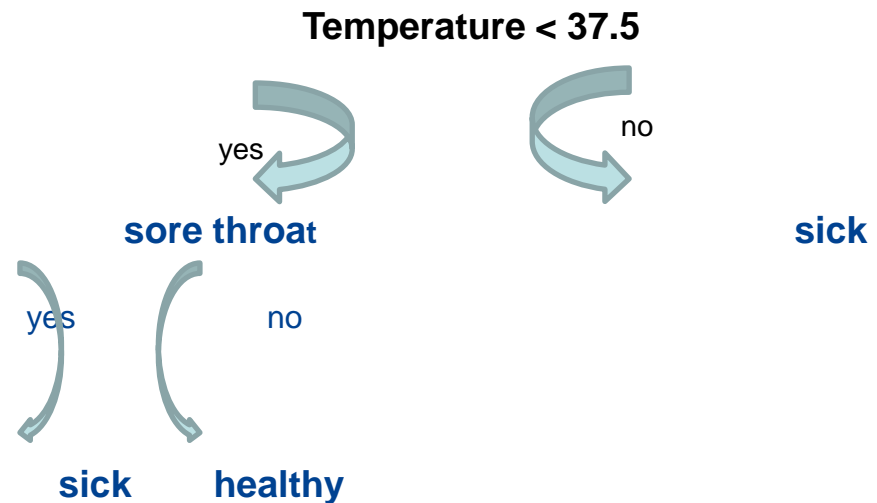 Temperature < 37.5
yes
no
sore throat
sick
yes
no
sick
healthy